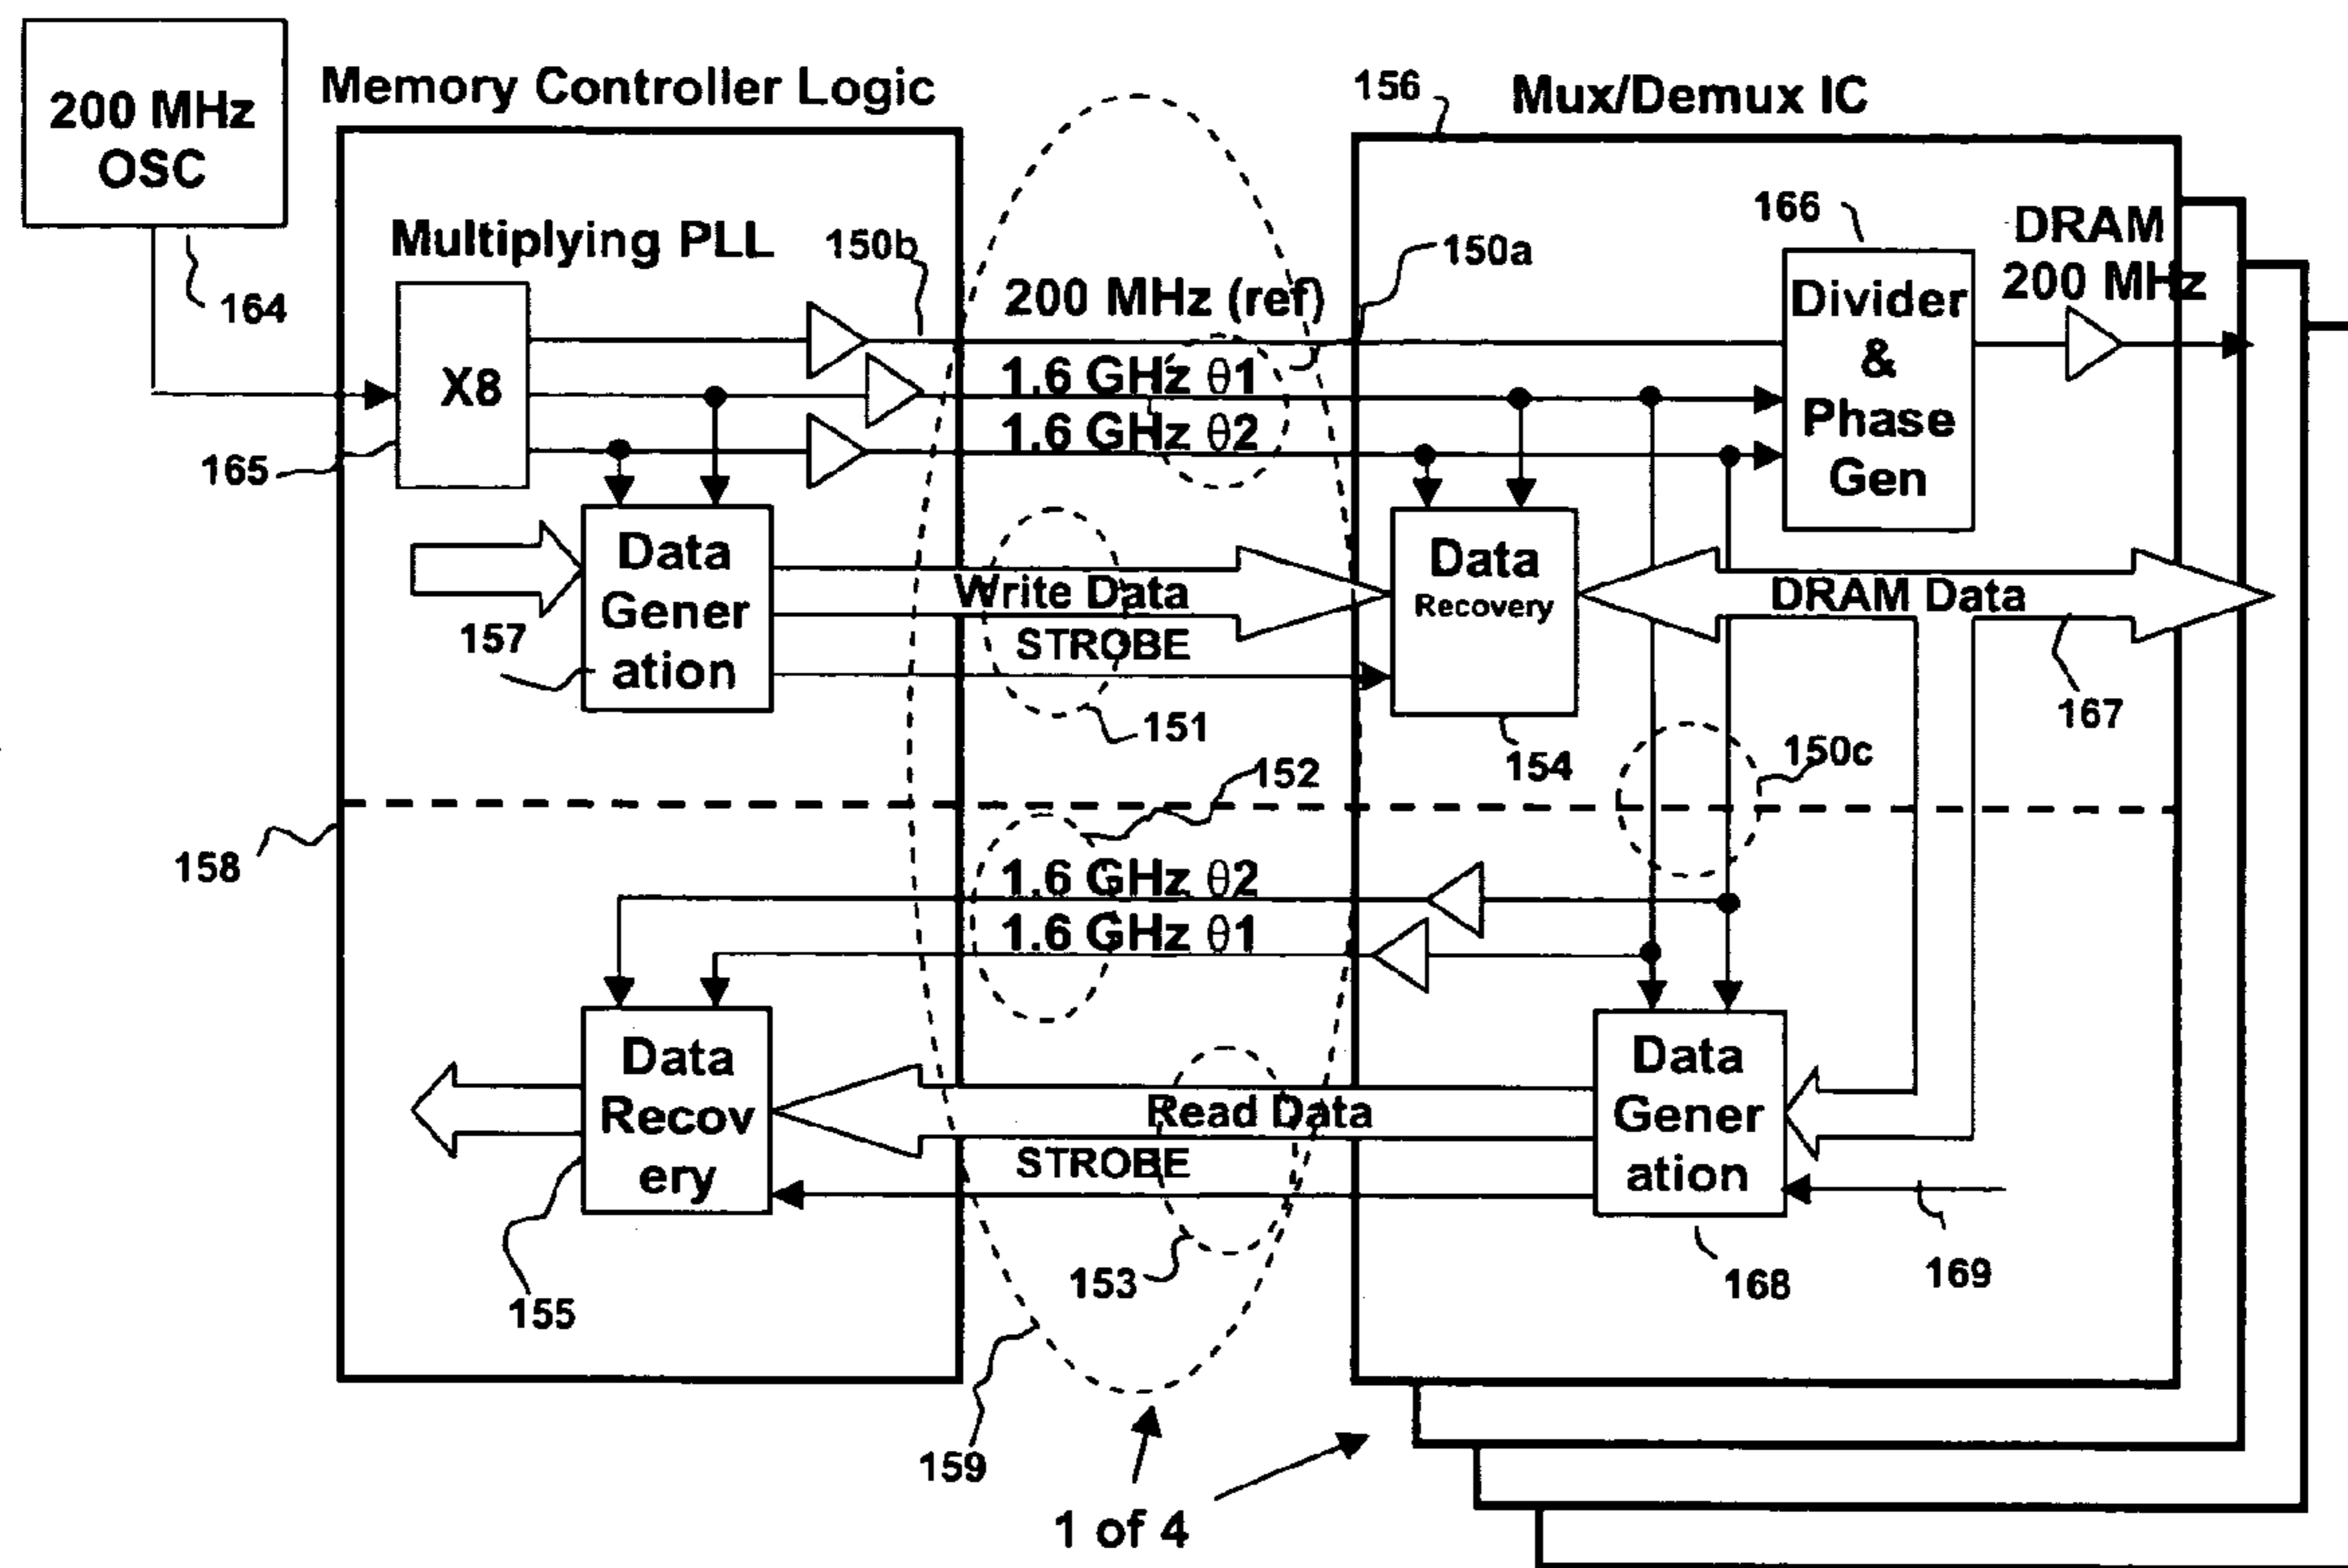 200 MHz
OSC
164
Memory Controller Logic
156
Mux/Demux IC
Multiplying PLL
150b
X8
165
200 MHz (ref)
150a
1.6 GHz θ1
1.6 GHz θ2
166
Divider
&
Phase
Gen
DRAM
200 MHz
Data
Gener
ation
157
Write Data
STROBE
151
Data
Recovery
154
DRAM Data
167
150c
152
158
1.6 GHz θ2
1.6 GHz θ1
Data
Recov
ery
155
Read Data
STROBE
153
Data
Gener
ation
168
169
159
1 of 4